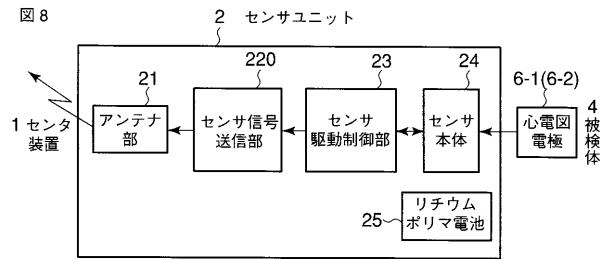 図8
2 センサユニット
21
220
23
24
6-1(6-2)
1 センタ
装置
アンテナ
部
センサ信号
送信部
センサ
駆動制御部
センサ
本体
心電図
電極
4
被検体
25
リチウム
ポリマ電池